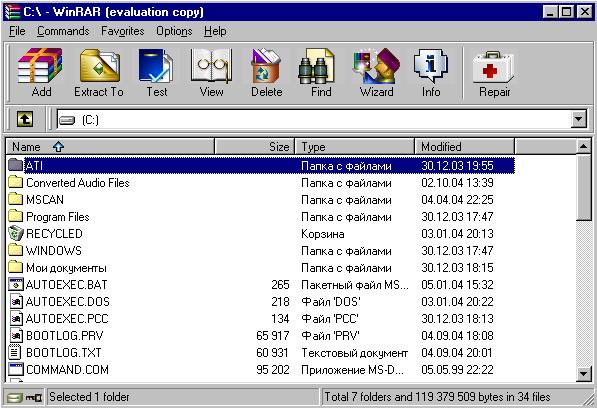 C:\ - WinRAR (evaluation copy)
File Commands Favorites Options Help
Add Extract To Test View Delete Find Wizard Info Repair
(C:)
Name Size Type Modified
ATI Папка с файлами 30.12.03 19:55
Converted Audio Files Папка с файлами 02.10.04 13:39
MSCAN Папка с файлами 04.04.04 22:25
Program Files Папка с файлами 30.12.03 17:47
RECYCLED Корзина 03.01.04 20:13
WINDOWS Папка с файлами 30.12.03 17:47
Мои документы Папка с файлами 30.12.03 18:15
AUTOEXEC.BAT 265 Пакетный файл MS... 05.01.04 15:32
AUTOEXEC.DOS 218 Файл 'DOS' 03.01.04 20:22
AUTOEXEC.PCC 134 Файл 'PCC' 30.12.03 18:13
BOOTLOG.PRV 65 917 Файл 'PRV' 04.09.04 18:08
BOOTLOG.TXT 60 931 Текстовый документ 04.09.04 20:01
COMMAND.COM 95 202 Приложение MS-D... 05.05.99 22:22
Selected 1 folder Total 7 folders and 119 379 509 bytes in 34 files